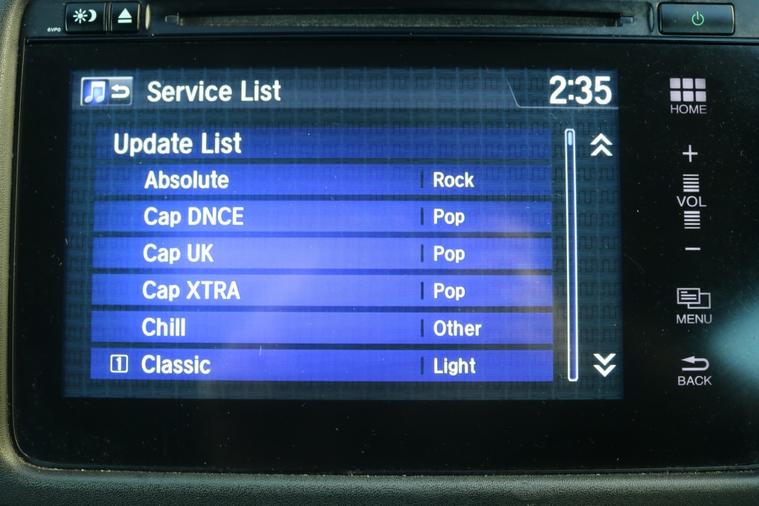 Service List 2:35
Update List
Absolute Rock
Cap DNCE Pop
Cap UK Pop
Cap XTRA Pop
Chill Other
1 Classic Light
HOME
+
VOL
−
MENU
BACK